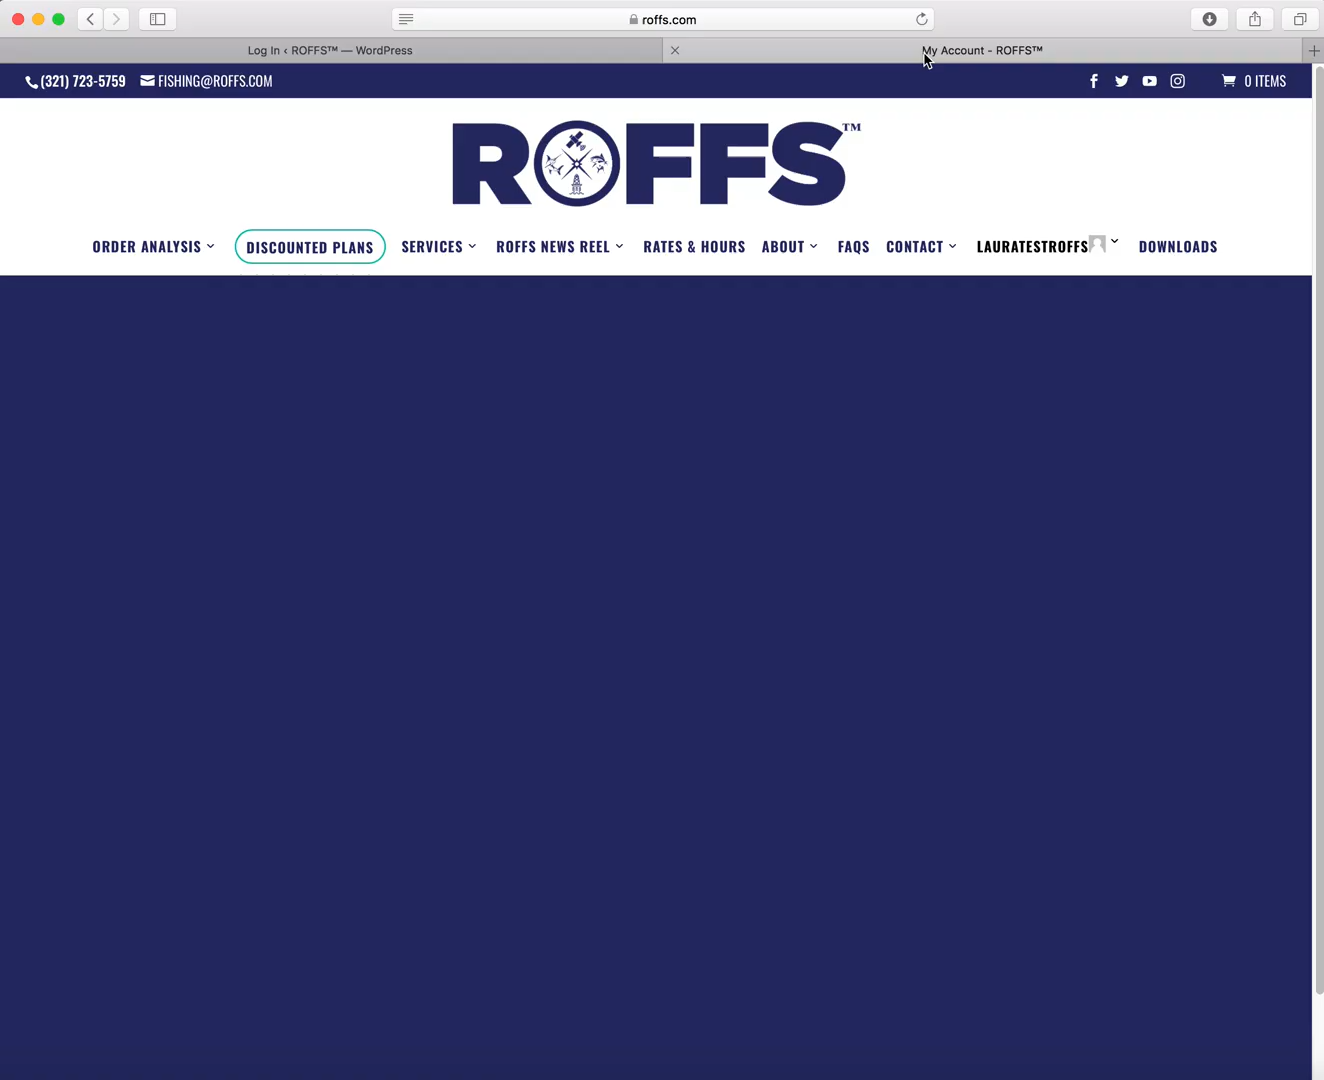 roffs.com
Log In ‹ ROFFS™ — WordPress
My Account - ROFFS™
(321) 723-5759
FISHING@ROFFS.COM
0 ITEMS
ROFFS™
ORDER ANALYSIS
DISCOUNTED PLANS
SERVICES
ROFFS NEWS REEL
RATES & HOURS
ABOUT
FAQS
CONTACT
LAURATESTROFFS
DOWNLOADS